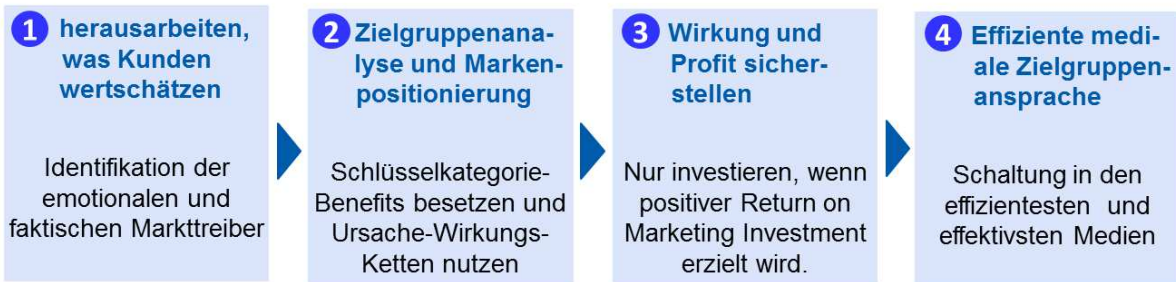 1 herausarbeiten,
was Kunden
wertschätzen
Identifikation der
emotionalen und
faktischen Markttreiber
2 Zielgruppenana-
lyse und Marken-
positionierung
Schlüsselkategorie-
Benefits besetzen und
Ursache-Wirkungs-
Ketten nutzen
3 Wirkung und
Profit sicher-
stellen
Nur investieren, wenn
positiver Return on
Marketing Investment
erzielt wird.
4 Effiziente medi-
ale Zielgruppen-
ansprache
Schaltung in den
effizientesten und
effektivsten Medien